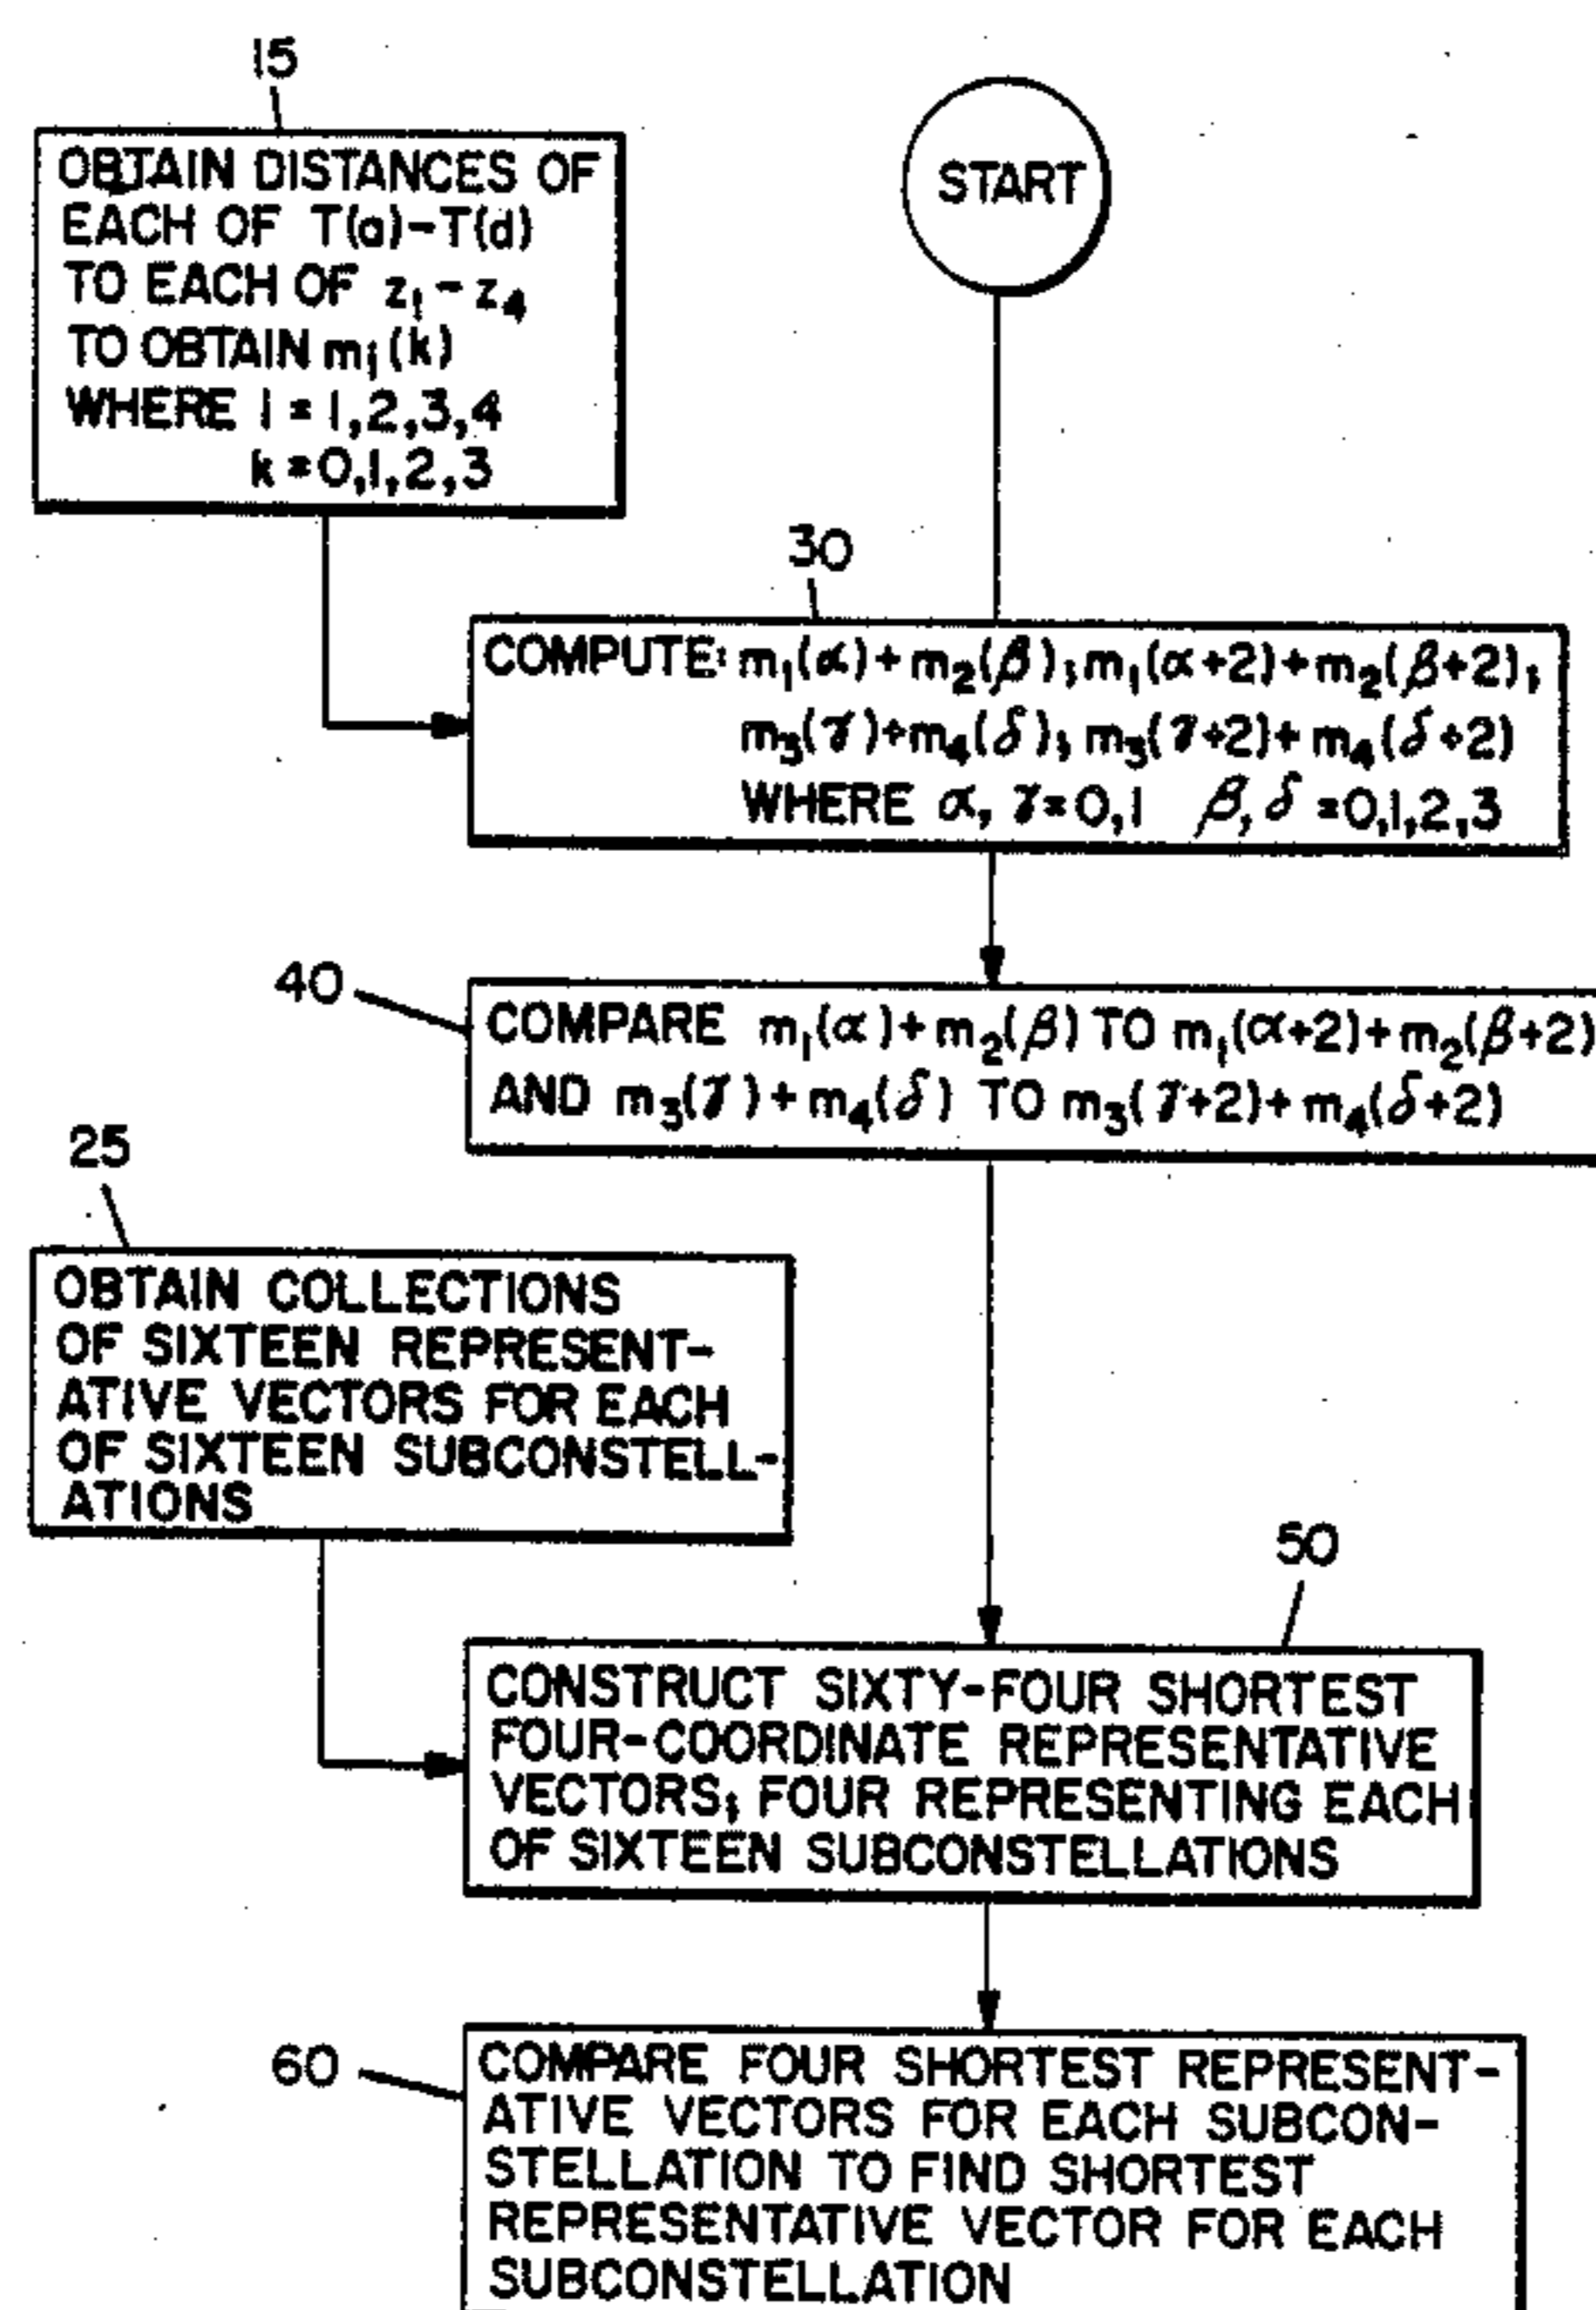 15
OBTAIN DISTANCES OF
EACH OF T(a)-T(d)
TO EACH OF z₁ - z₄
TO OBTAIN mᵢ(k)
WHERE i = 1,2,3,4
k = 0,1,2,3
START
30
COMPUTE: m₁(α) + m₂(β); m₁(α+2) + m₂(β+2);
m₃(γ) + m₄(δ); m₃(γ+2) + m₄(δ+2)
WHERE α, γ = 0,1 β, δ = 0,1,2,3
40
COMPARE m₁(α) + m₂(β) TO m₁(α+2) + m₂(β+2)
AND m₃(γ) + m₄(δ) TO m₃(γ+2) + m₄(δ+2)
25
OBTAIN COLLECTIONS
OF SIXTEEN REPRESENT-
ATIVE VECTORS FOR EACH
OF SIXTEEN SUBCONSTELL-
ATIONS
50
CONSTRUCT SIXTY-FOUR SHORTEST
FOUR-COORDINATE REPRESENTATIVE
VECTORS; FOUR REPRESENTING EACH
OF SIXTEEN SUBCONSTELLATIONS
60
COMPARE FOUR SHORTEST REPRESENT-
ATIVE VECTORS FOR EACH SUBCON-
STELLATION TO FIND SHORTEST
REPRESENTATIVE VECTOR FOR EACH
SUBCONSTELLATION